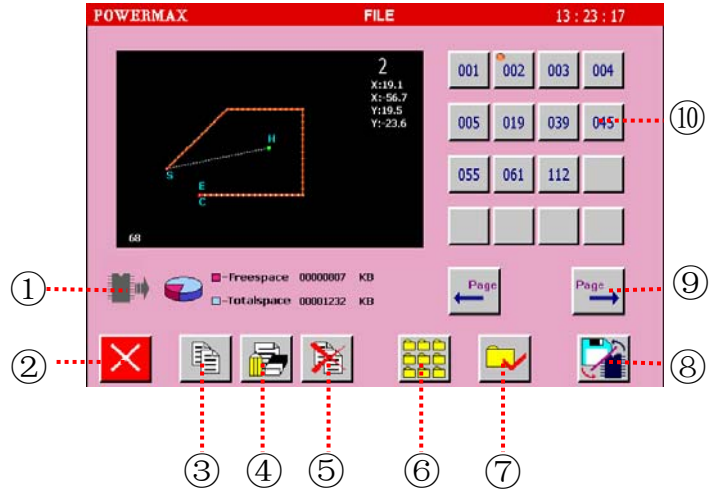 POWERMAX FILE 13 : 23 : 17
2
X:19.1
X:-56.7
Y:19.5
Y:-23.6
H
S
E
C
68
001 002 003 004
005 019 039 045
055 061 112
-Freespace 00000807 KB
-Totalspace 00001232 KB
Page Page
① ② ③ ④ ⑤ ⑥ ⑦ ⑧ ⑨ ⑩